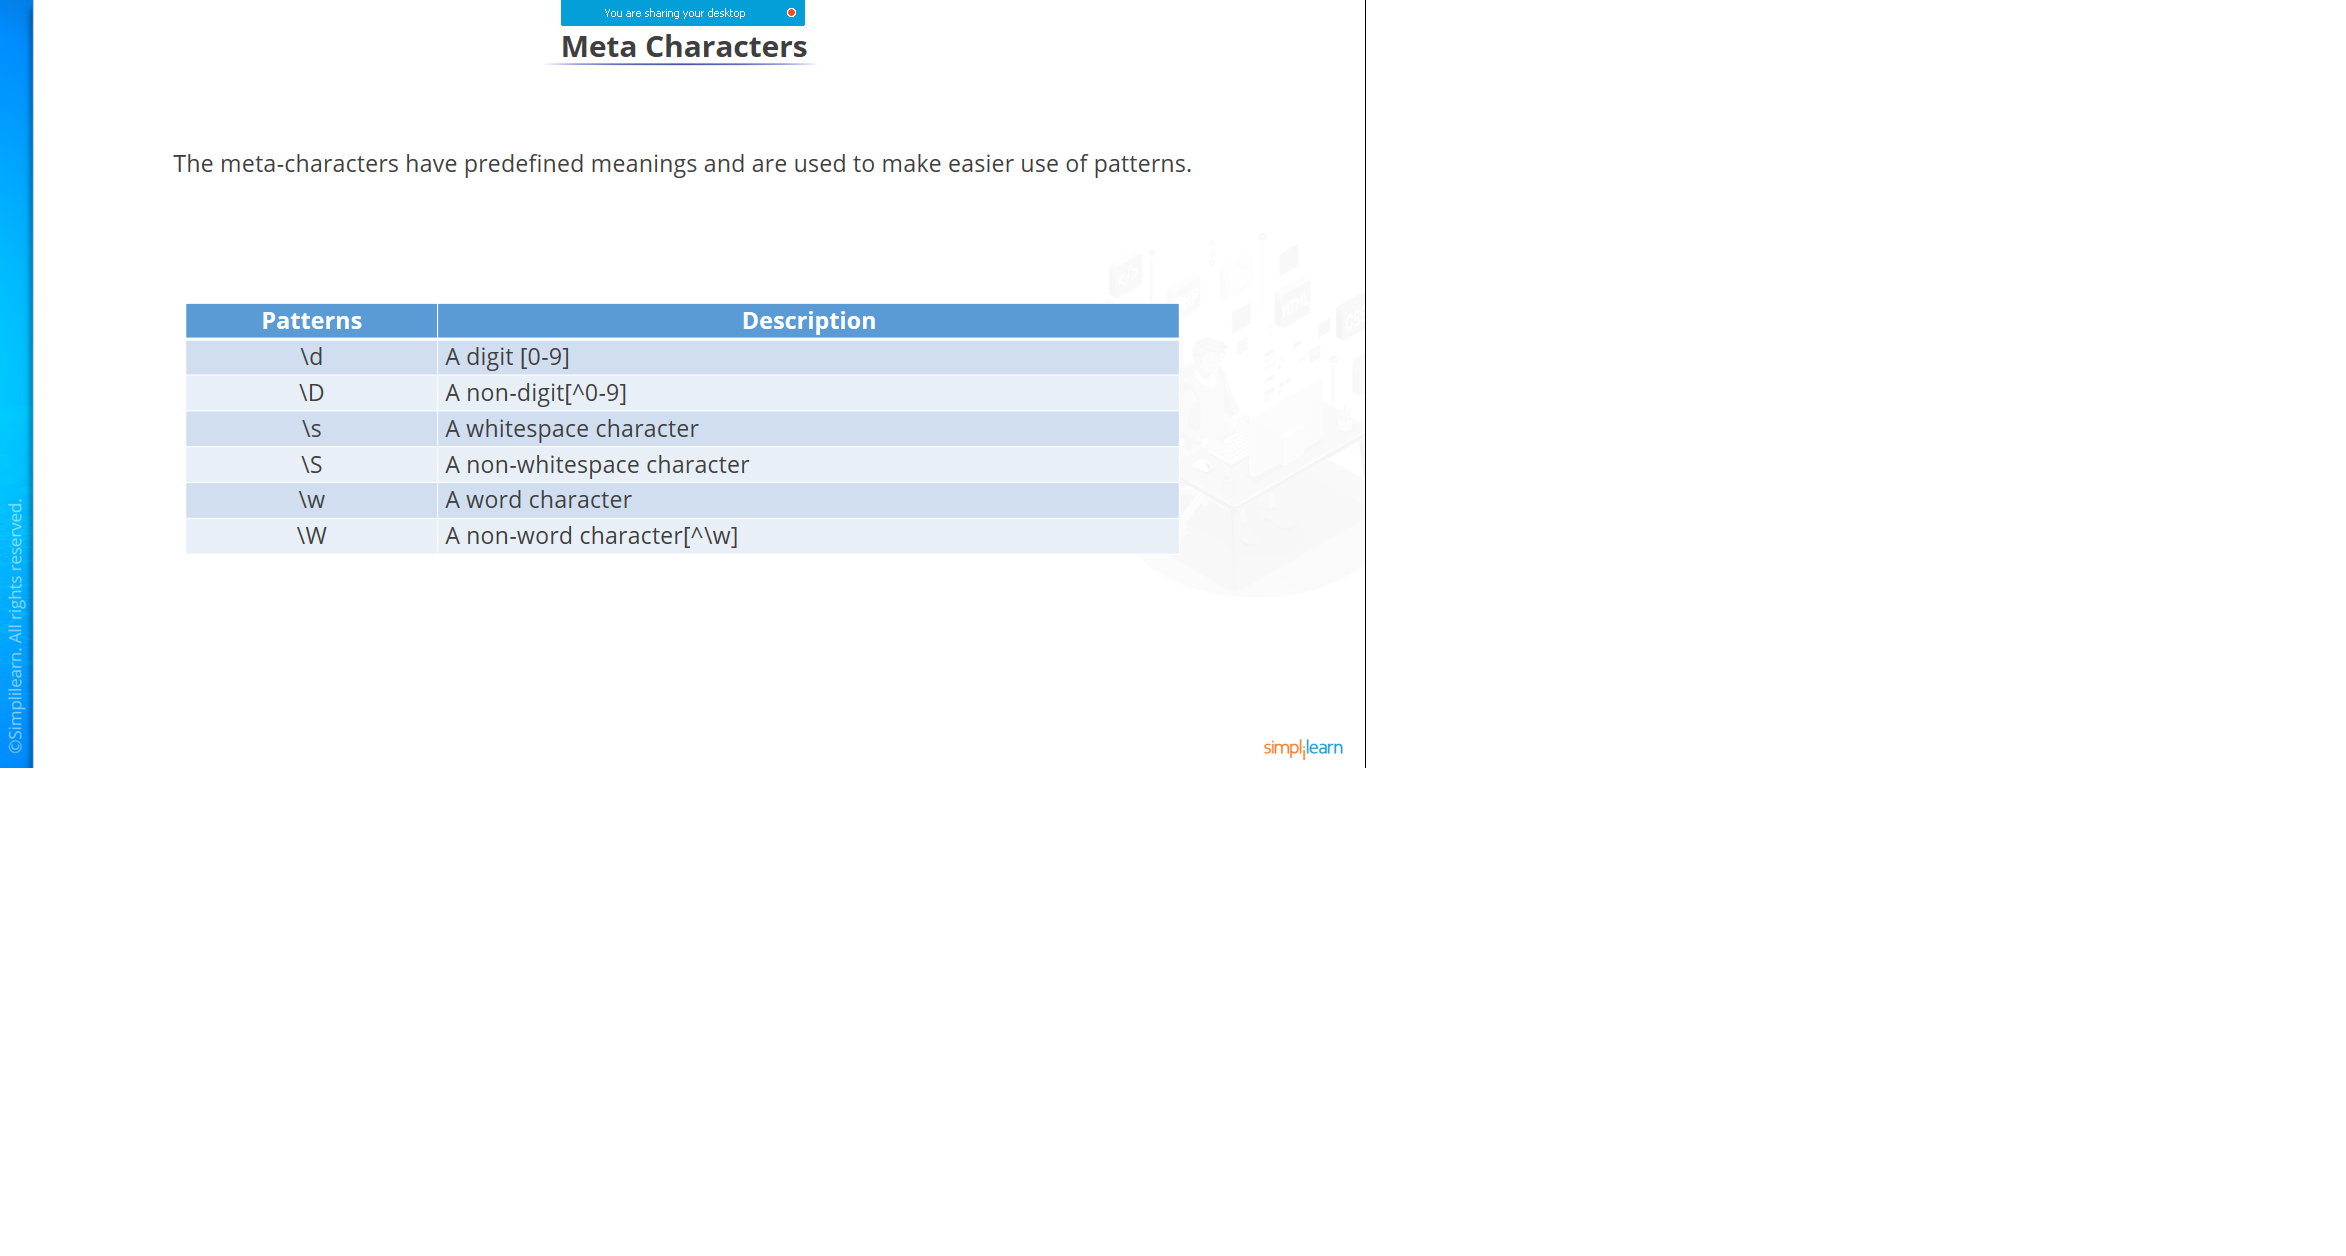 You are sharing your desktop
Meta Characters
The meta-characters have predefined meanings and are used to make easier use of patterns.
Patterns Description
\d A digit [0-9]
\D A non-digit[^0-9]
\s A whitespace character
\S A non-whitespace character
\w A word character
\W A non-word character[^\w]
©Simplilearn. All rights reserved.
simplilearn